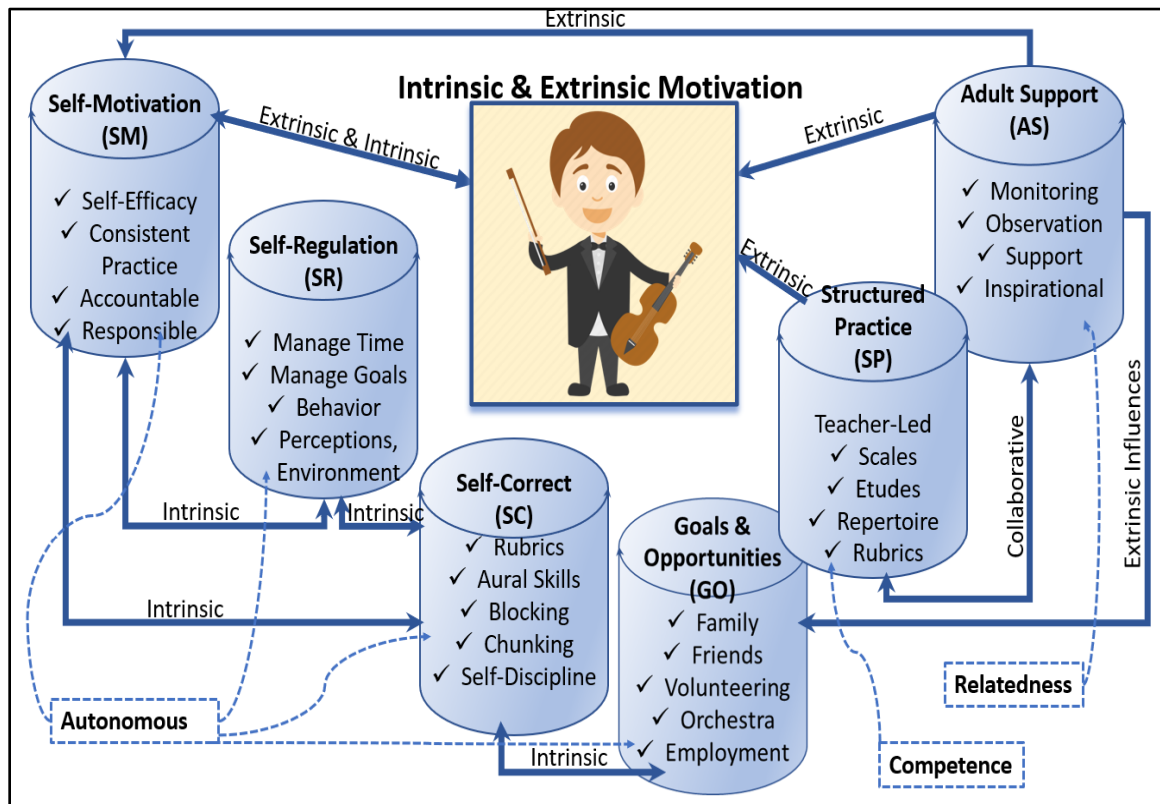 Extrinsic
Intrinsic & Extrinsic Motivation
Self-Motivation
(SM)
✓ Self-Efficacy
✓ Consistent
Practice
✓ Accountable
✓ Responsible
Extrinsic & Intrinsic
Extrinsic
Adult Support
(AS)
✓ Monitoring
✓ Observation
✓ Support
✓ Inspirational
Self-Regulation
(SR)
✓ Manage Time
✓ Manage Goals
✓ Behavior
✓ Perceptions,
Environment
Extrinsic
Structured
Practice
(SP)
Teacher-Led
✓ Scales
✓ Etudes
✓ Repertoire
✓ Rubrics
Collaborative
Extrinsic Influences
Intrinsic
Intrinsic
Self-Correct
(SC)
✓ Rubrics
✓ Aural Skills
✓ Blocking
✓ Chunking
✓ Self-Discipline
Goals &
Opportunities
(GO)
✓ Family
✓ Friends
✓ Volunteering
✓ Orchestra
✓ Employment
Intrinsic
Autonomous
Intrinsic
Relatedness
Competence